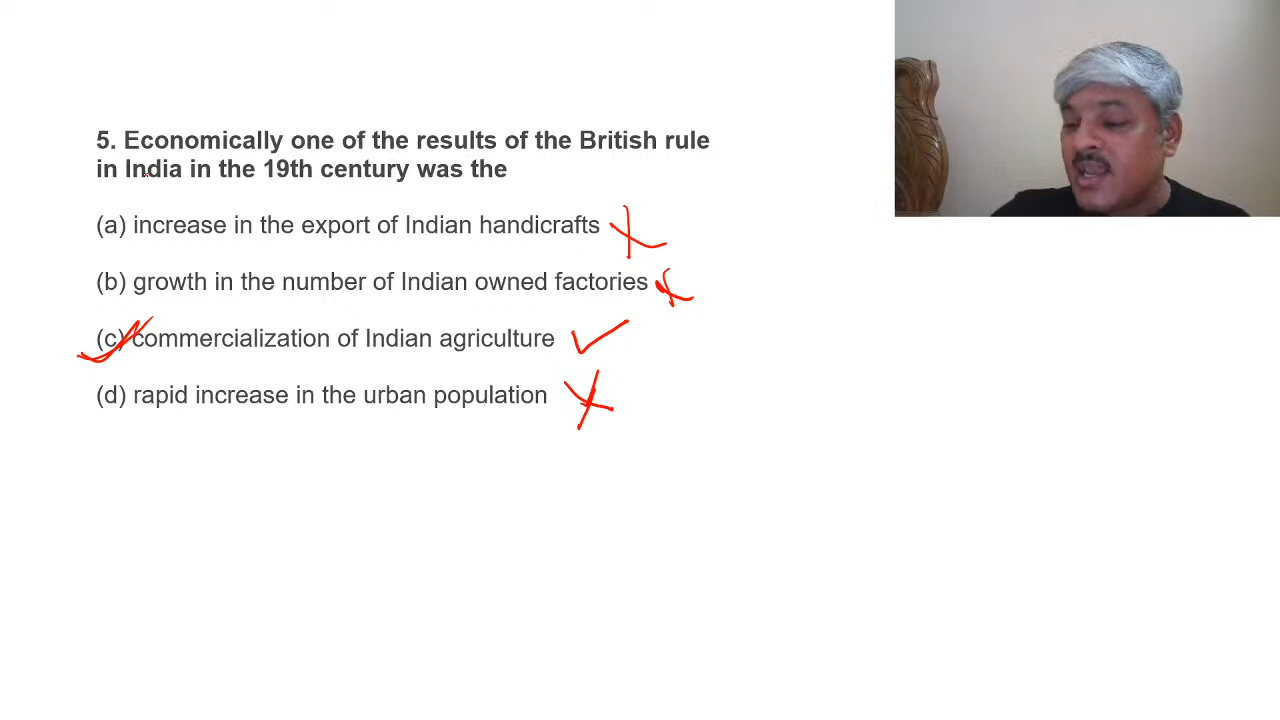 5. Economically one of the results of the British rule
in India in the 19th century was the
(a) increase in the export of Indian handicrafts
(b) growth in the number of Indian owned factories
(c) commercialization of Indian agriculture
(d) rapid increase in the urban population